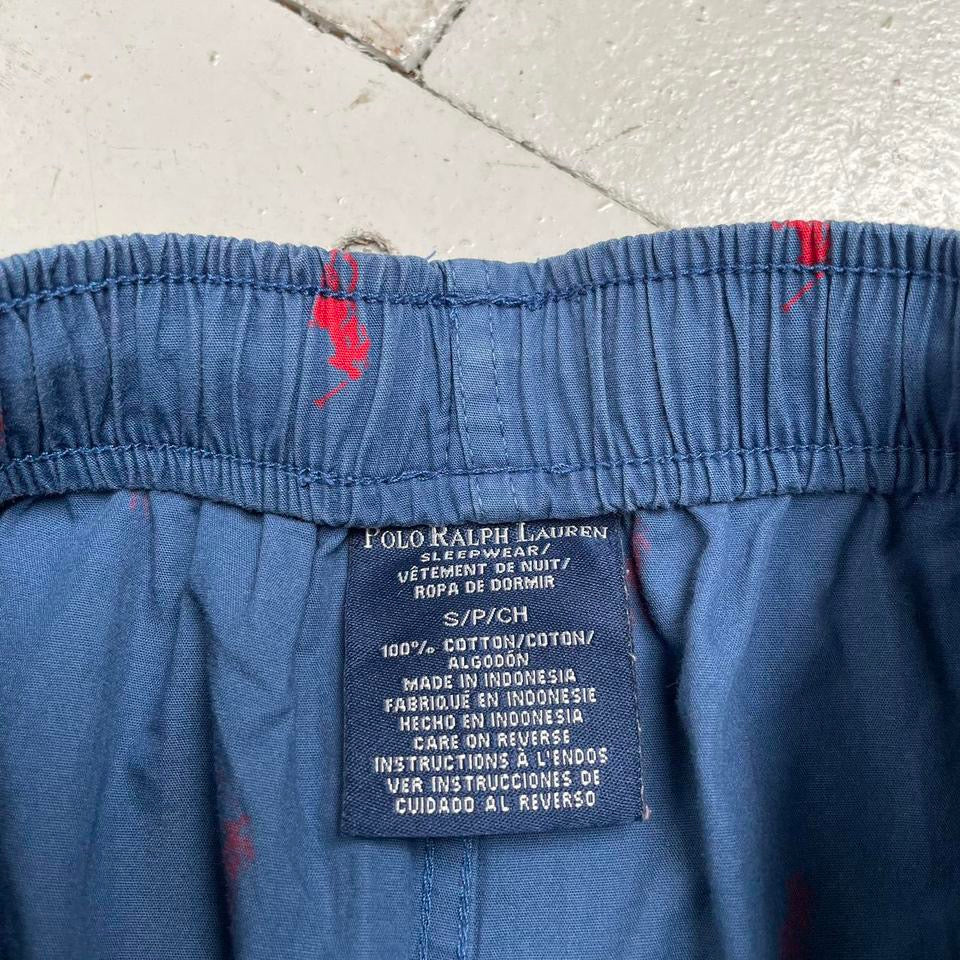 POLO RALPH LAUREN
SLEEPWEAR/
VÊTEMENT DE NUIT/
ROPA DE DORMIR
S/P/CH
100% COTTON/COTON/
ALGODÓN
MADE IN INDONESIA
FABRIQUÉ EN INDONESIE
HECHO EN INDONESIA
CARE ON REVERSE
INSTRUCTIONS À L'ENDOS
VER INSTRUCCIONES DE
CUIDADO AL REVERSO